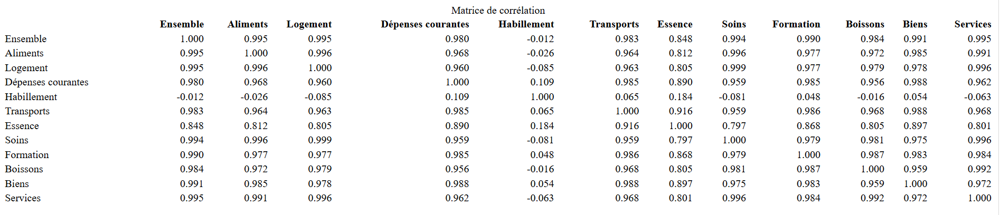 Matrice de corrélation
Ensemble Aliments Logement Dépenses courantes Habillement Transports Essence Soins Formation Boissons Biens Services
Ensemble 1.000 0.995 0.995 0.980 -0.012 0.983 0.848 0.994 0.990 0.984 0.991 0.995
Aliments 0.995 1.000 0.996 0.968 -0.026 0.964 0.812 0.996 0.977 0.972 0.985 0.991
Logement 0.995 0.996 1.000 0.960 -0.085 0.963 0.805 0.999 0.977 0.979 0.978 0.996
Dépenses courantes 0.980 0.968 0.960 1.000 0.109 0.985 0.890 0.959 0.985 0.956 0.988 0.962
Habillement -0.012 -0.026 -0.085 0.109 1.000 0.065 0.184 -0.081 0.048 -0.016 0.054 -0.063
Transports 0.983 0.964 0.963 0.985 0.065 1.000 0.916 0.959 0.986 0.968 0.988 0.968
Essence 0.848 0.812 0.805 0.890 0.184 0.916 1.000 0.797 0.868 0.805 0.897 0.801
Soins 0.994 0.996 0.999 0.959 -0.081 0.959 0.797 1.000 0.979 0.981 0.975 0.996
Formation 0.990 0.977 0.977 0.985 0.048 0.986 0.868 0.979 1.000 0.987 0.983 0.984
Boissons 0.984 0.972 0.979 0.956 -0.016 0.968 0.805 0.981 0.987 1.000 0.959 0.992
Biens 0.991 0.985 0.978 0.988 0.054 0.988 0.897 0.975 0.983 0.959 1.000 0.972
Services 0.995 0.991 0.996 0.962 -0.063 0.968 0.801 0.996 0.984 0.992 0.972 1.000